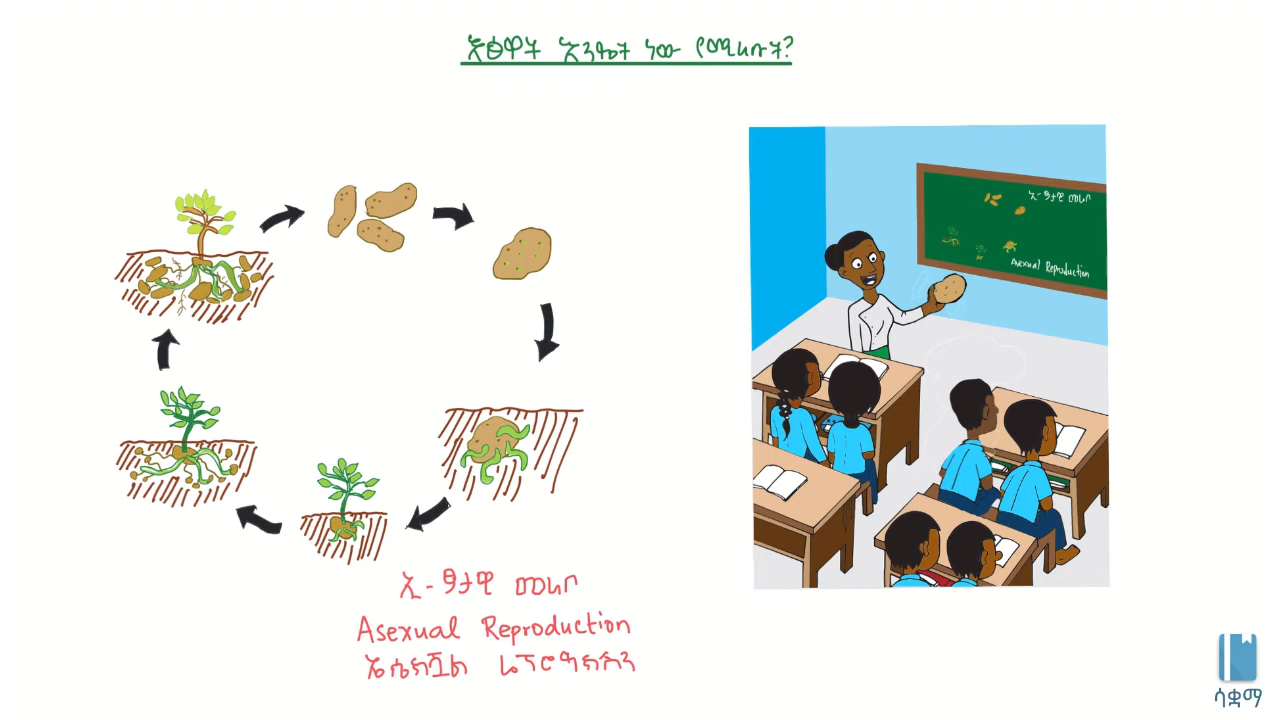 እፅዋት እንዴት ነው የሚራቡት?
ኢ-ፆታዊ መራቦ
Asexual Reproduction
ኢ-ፆታዊ መራቦ
Asexual Reproduction
ኤሴክሿል ሪፕሮዳክሽን
ሳቋማ